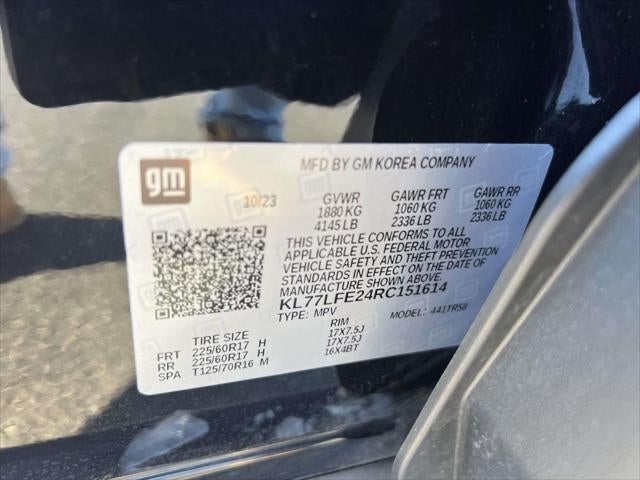 MFD BY GM KOREA COMPANY
gm 10/23 GVWR GAWR FRT GAWR RR
1880 KG 1060 KG 1060 KG
4145 LB 2336 LB 2336 LB
THIS VEHICLE CONFORMS TO ALL
APPLICABLE U.S. FEDERAL MOTOR
VEHICLE SAFETY AND THEFT PREVENTION
STANDARDS IN EFFECT ON THE DATE OF
MANUFACTURE SHOWN ABOVE.
KL77LFE24RC151614
TYPE: MPV MODEL: 441TR58
TIRE SIZE RIM
FRT 225/60R17 H 17X7.5J
RR 225/60R17 H 17X7.5J
SPA T125/70R16 M 16X4BT